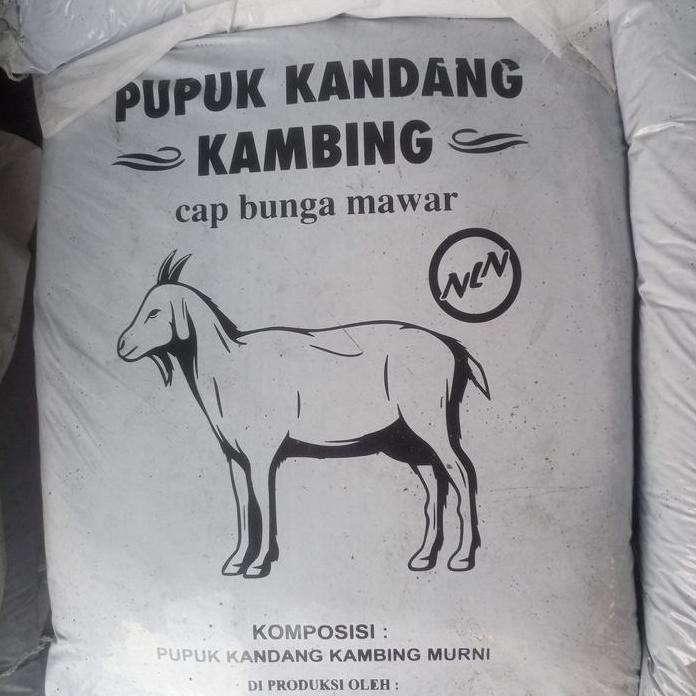 PUPUK KANDANG
KAMBING
cap bunga mawar
NLN
KOMPOSISI :
PUPUK KANDANG KAMBING MURNI
DI PRODUKSI OLEH :